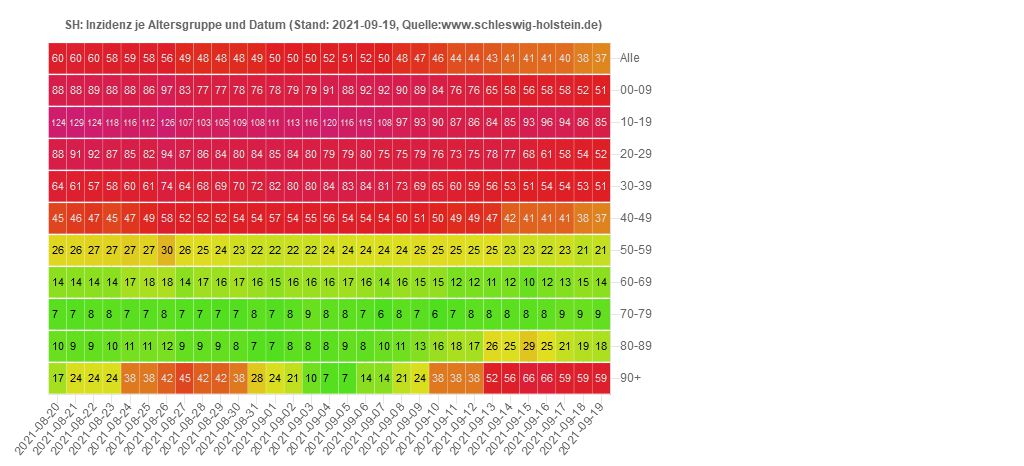 SH: Inzidenz je Altersgruppe und Datum (Stand: 2021-09-19, Quelle:www.schleswig-holstein.de)
60 60 60 58 59 58 56 49 48 48 48 49 50 50 50 52 51 52 50 48 47 46 44 44 43 41 41 41 40 38 37 Alle
88 88 89 88 88 86 97 83 77 77 78 76 78 79 79 91 88 92 92 90 89 84 76 76 65 58 56 58 58 52 51 00-09
124 129 124 118 116 112 126 107 103 105 109 108 111 113 116 120 116 115 108 97 93 90 87 86 84 85 93 96 94 86 85 10-19
88 91 92 87 85 82 94 87 86 84 80 84 85 84 80 79 79 80 75 75 79 76 73 75 78 77 68 61 58 54 52 20-29
64 61 57 58 60 61 74 64 68 69 70 72 82 80 80 84 83 84 81 73 69 65 60 59 56 53 51 54 54 53 51 30-39
45 46 47 45 47 49 58 52 52 52 54 54 57 54 55 56 54 54 54 50 51 50 49 49 47 42 41 41 41 38 37 40-49
26 26 27 27 27 27 30 26 25 24 23 22 22 22 22 24 24 24 24 24 25 25 25 25 25 23 23 22 23 21 21 50-59
14 14 14 14 17 18 18 14 17 16 17 16 15 16 16 16 17 16 14 16 15 15 12 12 11 12 10 12 13 15 14 60-69
7 7 8 8 7 7 8 7 7 7 7 8 7 8 9 8 8 7 6 8 7 6 7 8 8 8 8 8 9 9 9 70-79
10 9 9 10 11 11 12 9 9 9 8 7 7 8 8 8 9 8 10 11 13 16 18 17 26 25 29 25 21 19 18 80-89
17 24 24 24 38 38 42 45 42 42 38 28 24 21 10 7 7 14 14 21 24 38 38 38 52 56 66 66 59 59 59 90+
2021-08-20 2021-08-21 2021-08-22 2021-08-23 2021-08-24 2021-08-25 2021-08-26 2021-08-27 2021-08-28 2021-08-29 2021-08-30 2021-08-31 2021-09-01 2021-09-02 2021-09-03 2021-09-04 2021-09-05 2021-09-06 2021-09-07 2021-09-08 2021-09-09 2021-09-10 2021-09-11 2021-09-12 2021-09-13 2021-09-14 2021-09-15 2021-09-16 2021-09-17 2021-09-18 2021-09-19